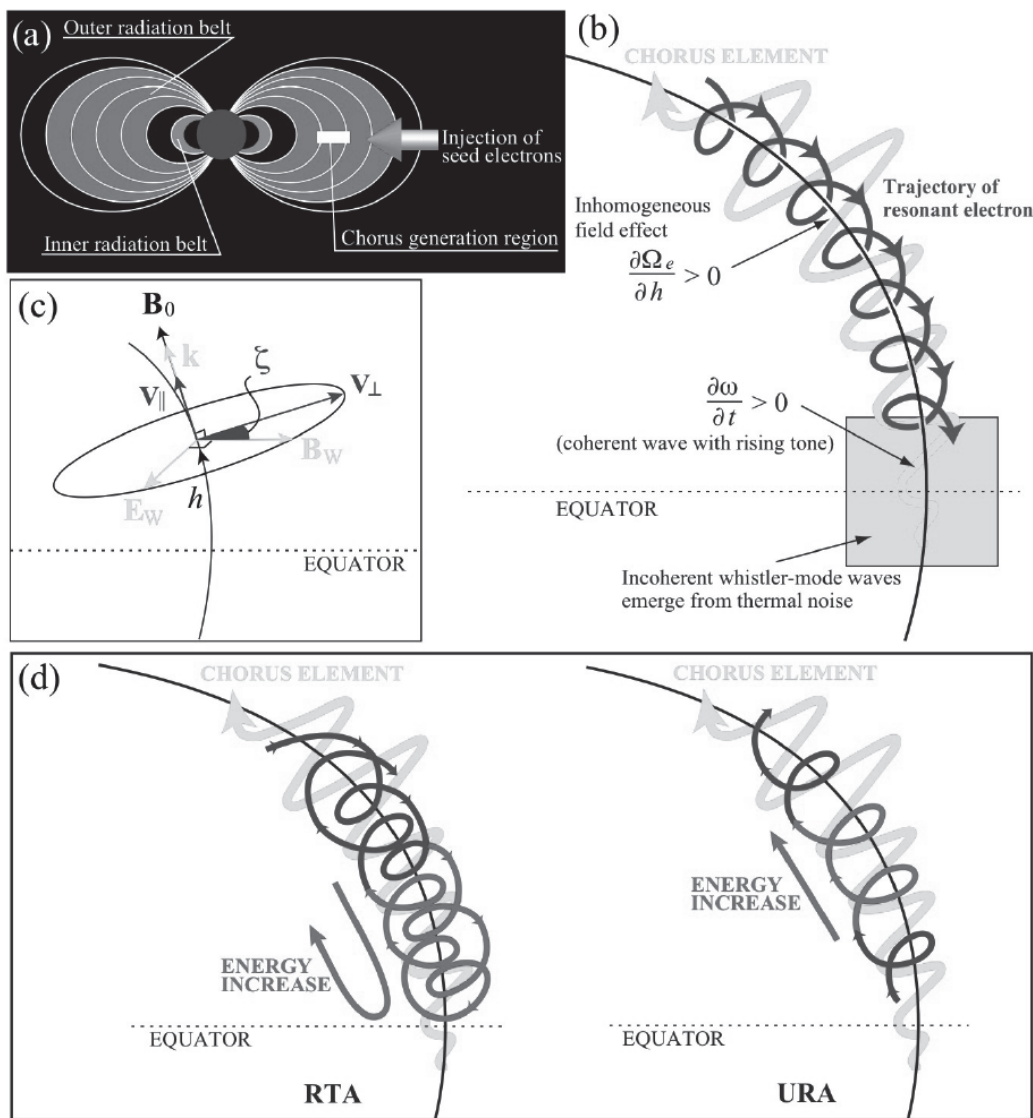 (a)
Outer radiation belt
Injection of
seed electrons
Inner radiation belt
Chorus generation region
(b)
CHORUS ELEMENT
Trajectory of
resonant electron
Inhomogeneous
field effect
∂Ωe/∂h > 0
∂ω/∂t > 0
(coherent wave with rising tone)
EQUATOR
Incoherent whistler-mode waves
emerge from thermal noise
(c)
B0
k
V∥
ζ
V⊥
BW
EW
h
EQUATOR
(d)
CHORUS ELEMENT
ENERGY
INCREASE
EQUATOR
RTA
CHORUS ELEMENT
ENERGY
INCREASE
EQUATOR
URA